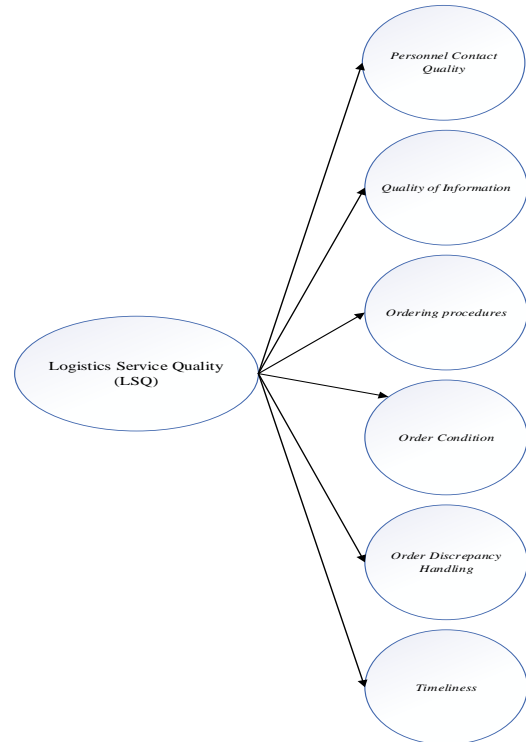 Personnel Contact
Quality
Quality of Information
Ordering procedures
Logistics Service Quality
(LSQ)
Order Condition
Order Discrepancy
Handling
Timeliness